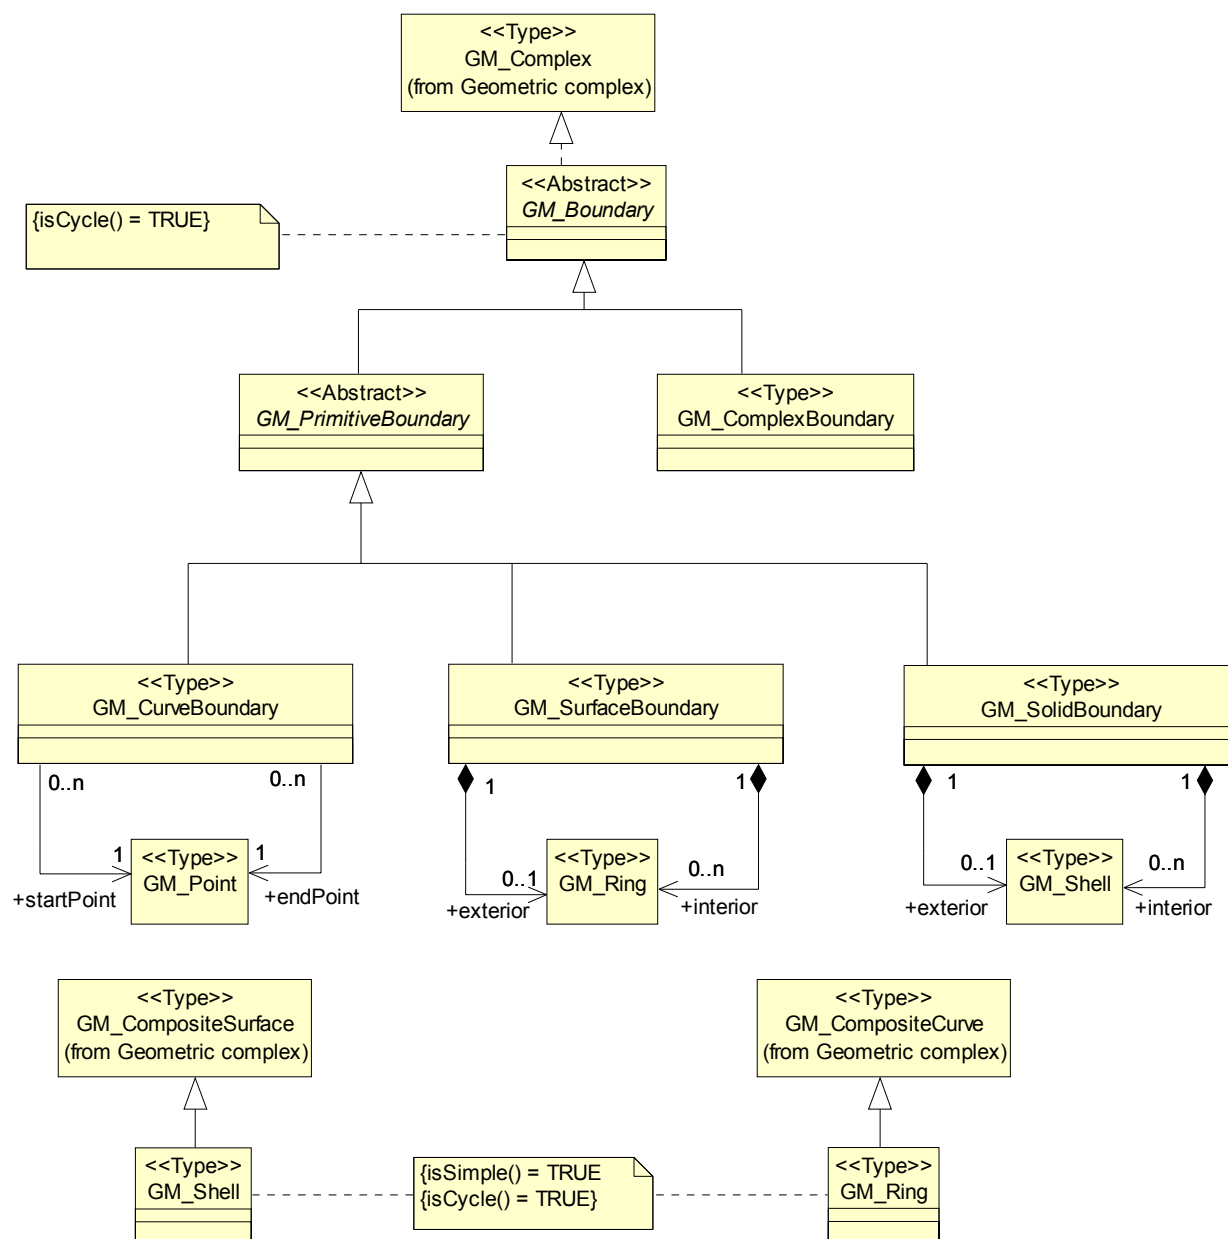 <<Type>>
GM_Complex
(from Geometric complex)
<<Abstract>>
GM_Boundary
{isCycle() = TRUE}
<<Abstract>>
GM_PrimitiveBoundary
<<Type>>
GM_ComplexBoundary
<<Type>>
GM_CurveBoundary
<<Type>>
GM_SurfaceBoundary
<<Type>>
GM_SolidBoundary
0..n
0..n
1
1
1
1
1
<<Type>>
GM_Point
1
+startPoint
+endPoint
<<Type>>
GM_Ring
0..1
0..n
+exterior
+interior
<<Type>>
GM_Shell
0..1
0..n
+exterior
+interior
<<Type>>
GM_CompositeSurface
(from Geometric complex)
<<Type>>
GM_CompositeCurve
(from Geometric complex)
<<Type>>
GM_Shell
{isSimple() = TRUE
{isCycle() = TRUE}
<<Type>>
GM_Ring